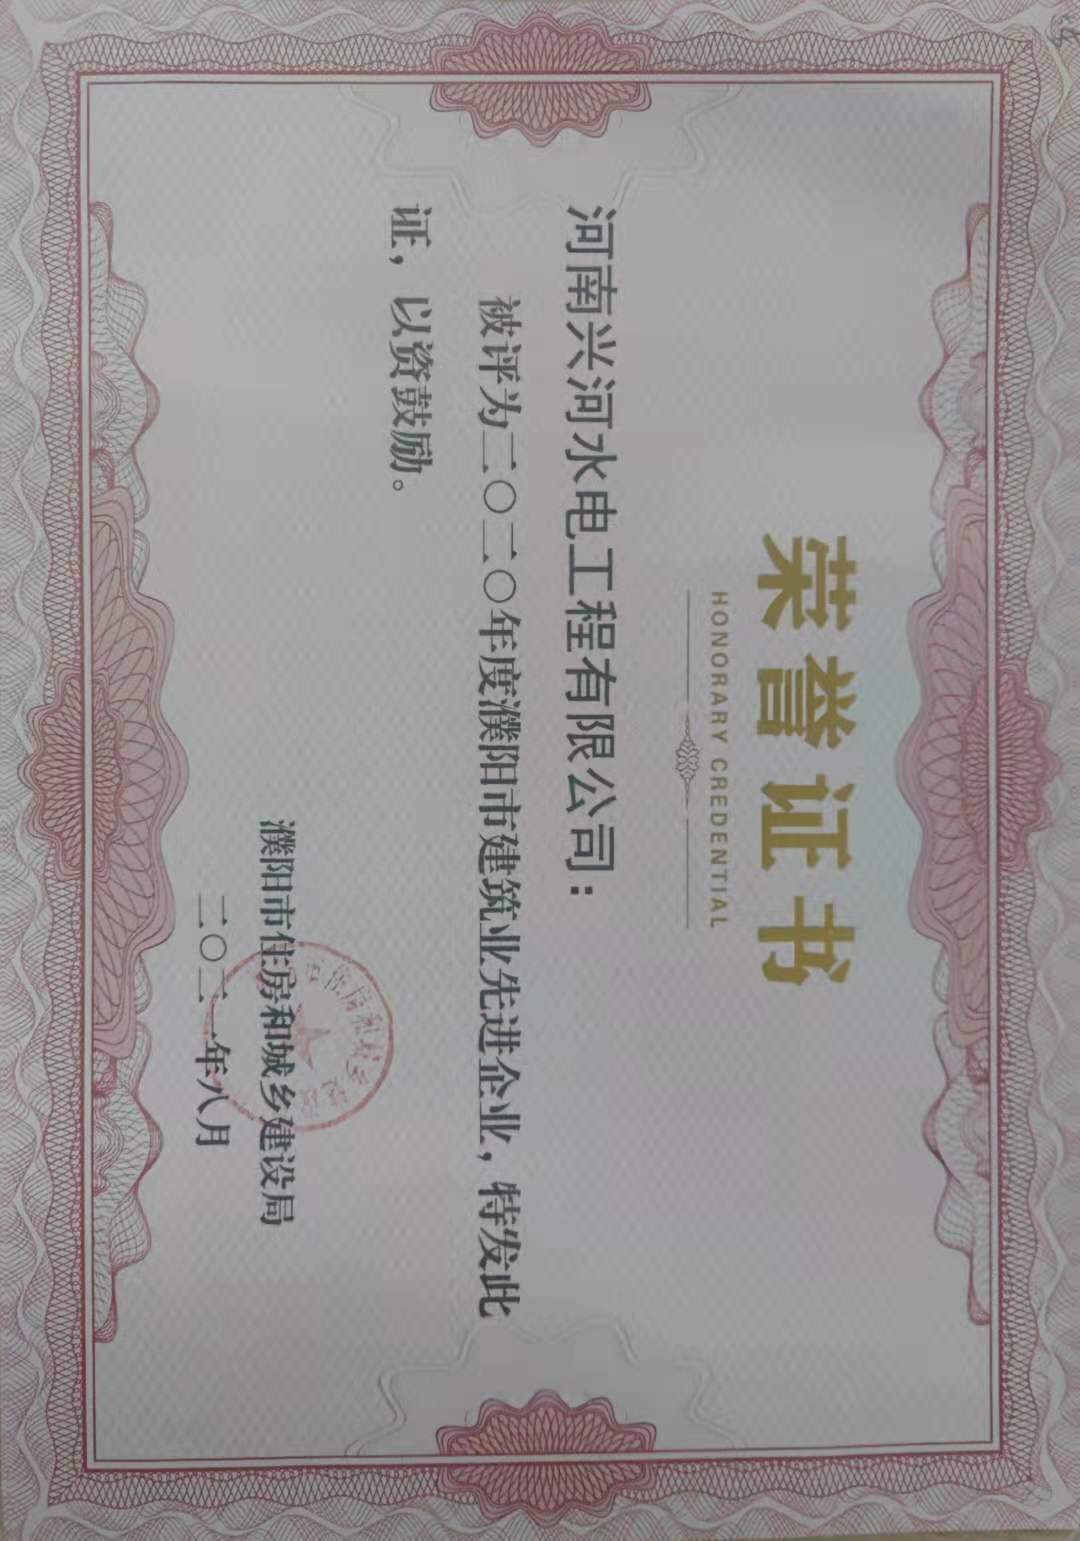 荣誉证书
HONORARY CREDENTIAL
河南兴河水电工程有限公司：
被评为二〇二〇年度濮阳市建筑业先进企业，特发此
证，以资鼓励。
濮阳市住房和城乡建设局
二〇二一年八月